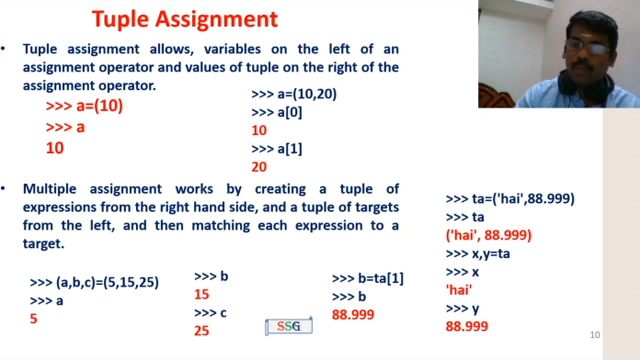 Tuple Assignment
• Tuple assignment allows, variables on the left of an
assignment operator and values of tuple on the right of the
assignment operator.
>>> a=(10)
>>> a
10
>>> a=(10,20)
>>> a[0]
10
>>> a[1]
20
• Multiple assignment works by creating a tuple of
expressions from the right hand side, and a tuple of targets
from the left, and then matching each expression to a
target.
>>> (a,b,c)=(5,15,25)
>>> a
5
>>> b
15
>>> c
25
>>> b=ta[1]
>>> b
88.999
>>> ta=('hai',88.999)
>>> ta
('hai', 88.999)
>>> x,y=ta
>>> x
'hai'
>>> y
88.999
SSG
10